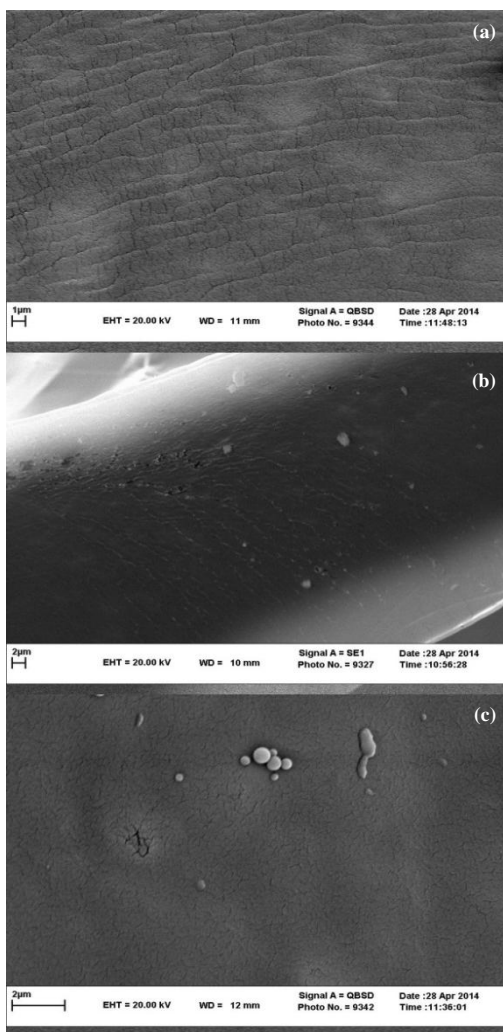 (a)
1µm
EHT = 20.00 kV
WD = 11 mm
Signal A = QBSD
Photo No. = 9344
Date :28 Apr 2014
Time :11:48:13
(b)
2µm
EHT = 20.00 kV
WD = 10 mm
Signal A = SE1
Photo No. = 9327
Date :28 Apr 2014
Time :10:56:28
(c)
2µm
EHT = 20.00 kV
WD = 12 mm
Signal A = QBSD
Photo No. = 9342
Date :28 Apr 2014
Time :11:36:01